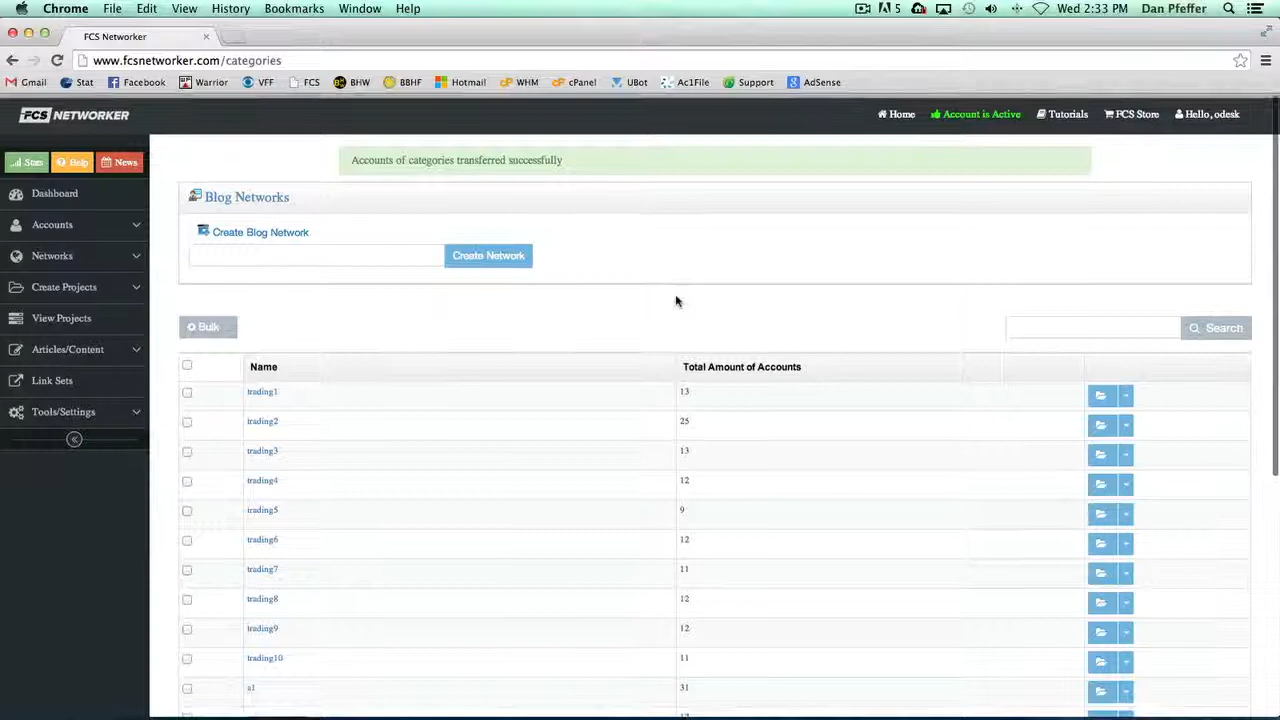 Chrome File Edit View History Bookmarks Window Help 5 Wed 2:33 PM Dan Pfeffer
FCS Networker
www.fcsnetworker.com/categories
Gmail Stat Facebook Warrior VFF FCS BHW BBHF Hotmail WHM cPanel UBot Ac1File Support AdSense
FCS NETWORKER Home Account is Active Tutorials FCS Store Hello, odesk
Stats Help News
Accounts of categories transferred successfully
Dashboard
Accounts
Networks
Create Projects
View Projects
Articles/Content
Link Sets
Tools/Settings
Blog Networks
Create Blog Network
Create Network
Bulk Search
Name Total Amount of Accounts
trading1 13
trading2 25
trading3 13
trading4 12
trading5 9
trading6 12
trading7 11
trading8 12
trading9 12
trading10 11
a1 31